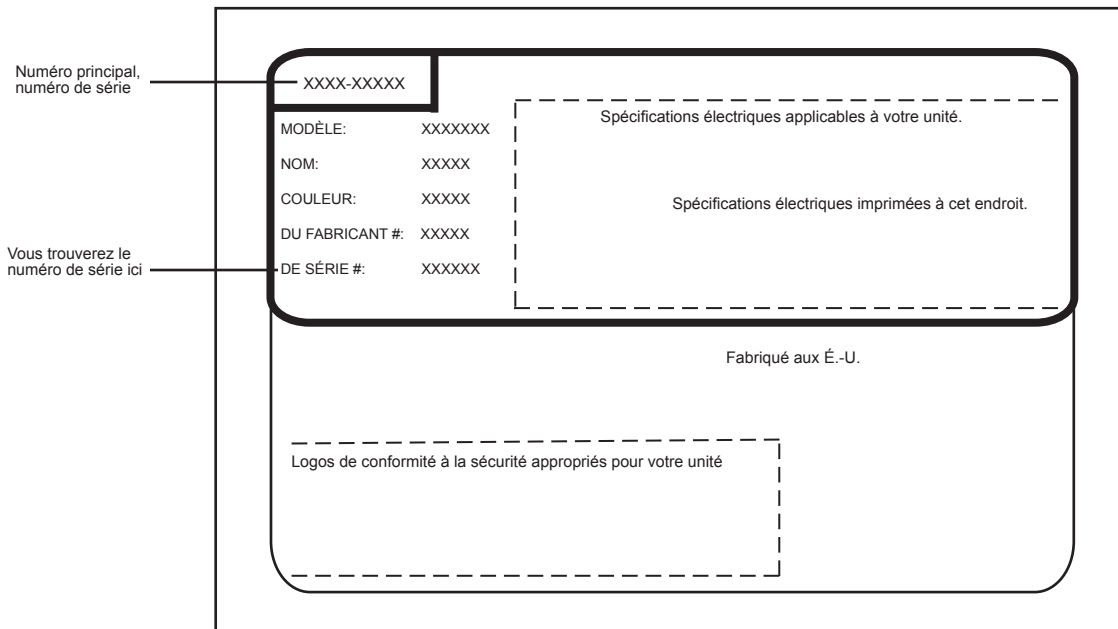 Numéro principal,
numéro de série
XXXX-XXXXX
MODÈLE: XXXXXXX
NOM: XXXXX
COULEUR: XXXXX
DU FABRICANT #: XXXXX
Vous trouverez le
numéro de série ici
DE SÉRIE #: XXXXXX
Spécifications électriques applicables à votre unité.
Spécifications électriques imprimées à cet endroit.
Fabriqué aux É.-U.
Logos de conformité à la sécurité appropriés pour votre unité